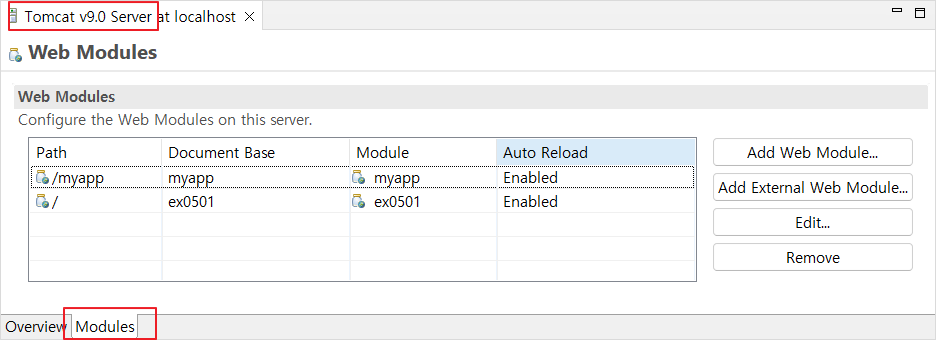 Tomcat v9.0 Server at localhost
Web Modules
Web Modules
Configure the Web Modules on this server.
Path Document Base Module Auto Reload
/myapp myapp myapp Enabled
/ ex0501 ex0501 Enabled
Add Web Module...
Add External Web Module...
Edit...
Remove
Overview Modules